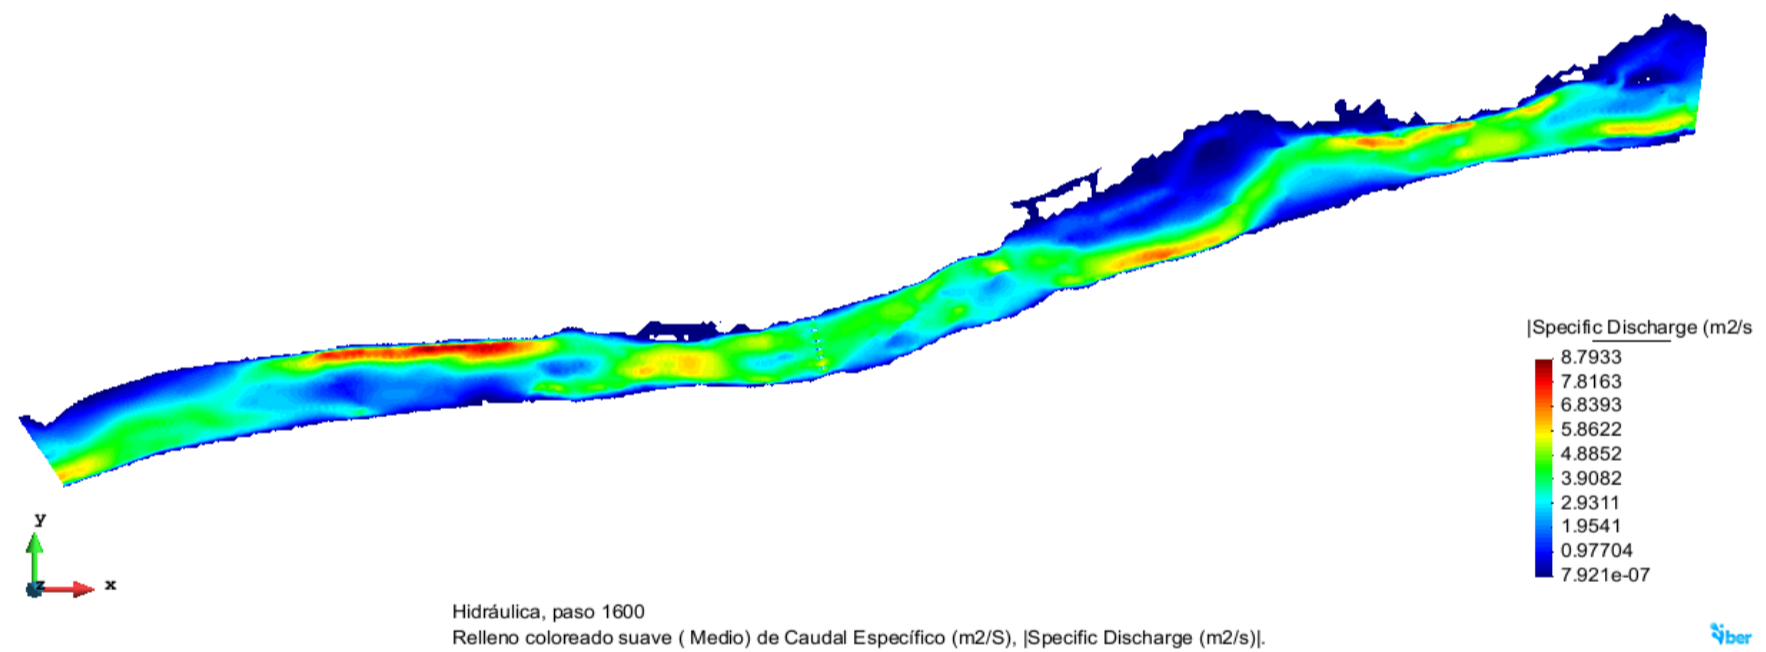 |Specific Discharge (m2/s
8.7933
7.8163
6.8393
5.8622
4.8852
3.9082
2.9311
1.9541
0.97704
7.921e-07
y
z
x
Hidráulica, paso 1600
Relleno coloreado suave ( Medio) de Caudal Específico (m2/S), |Specific Discharge (m2/s)|.
iber